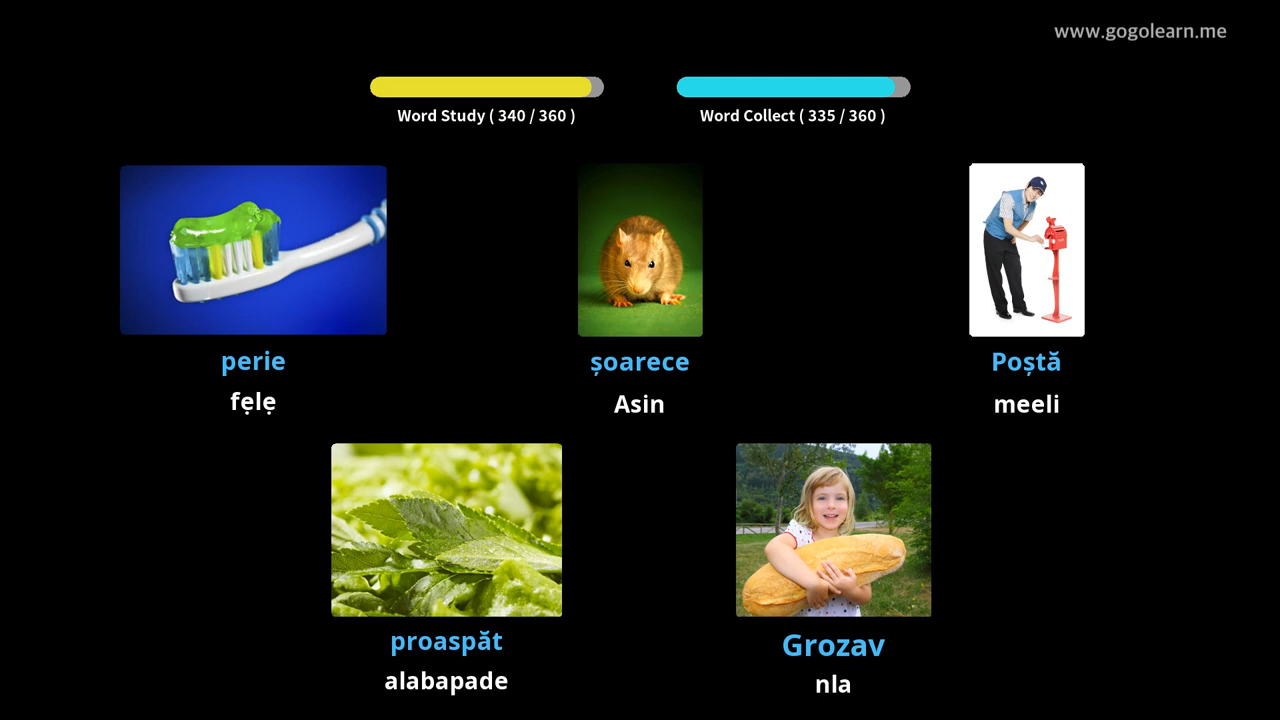 www.gogolearn.me
Word Study ( 340 / 360 )
Word Collect ( 335 / 360 )
perie
fẹlẹ
șoarece
Asin
Poștă
meeli
proaspăt
alabapade
Grozav
nla